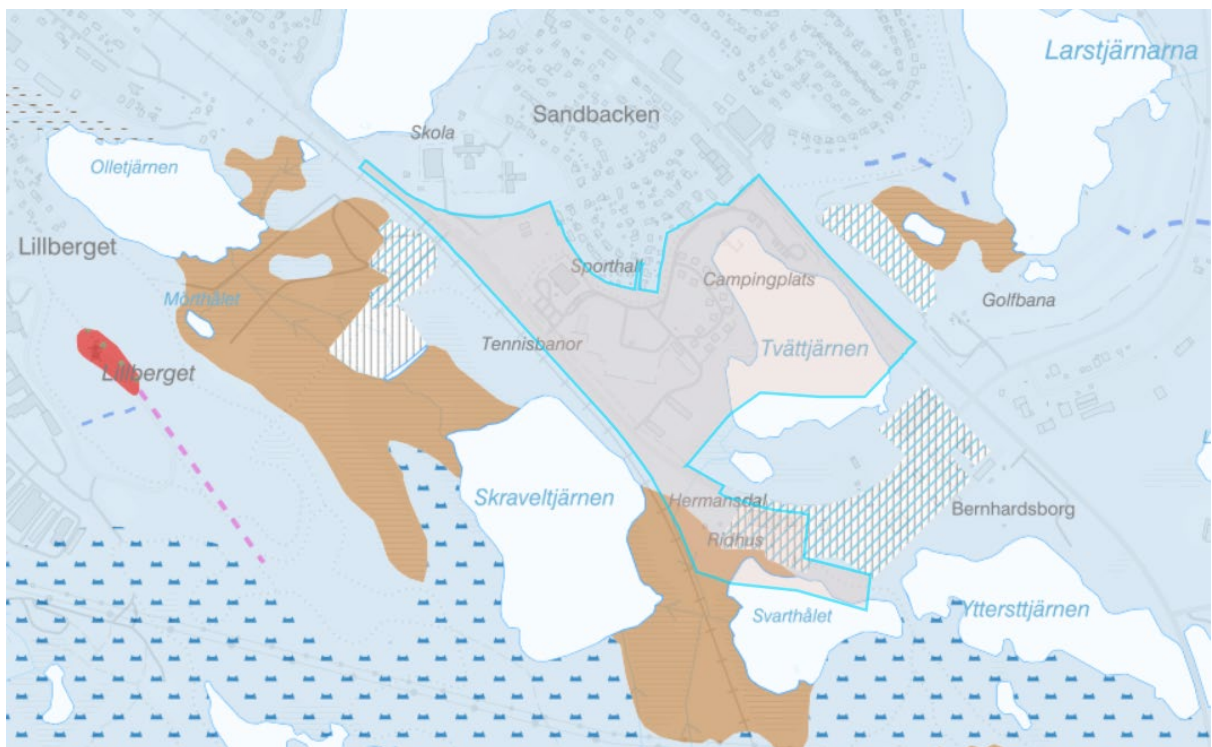 Larstjärnarna
Sandbacken
Skola
Olletjärnen
Lillberget
Sporthall
Campingplats
Mörthålet
Golfbana
Tennisbanor
Tvättjärnen
Lillberget
Skraveltjärnen
Hermansdal
Bernhardsborg
Ridhus
Svarthålet
Yttersttjärnen